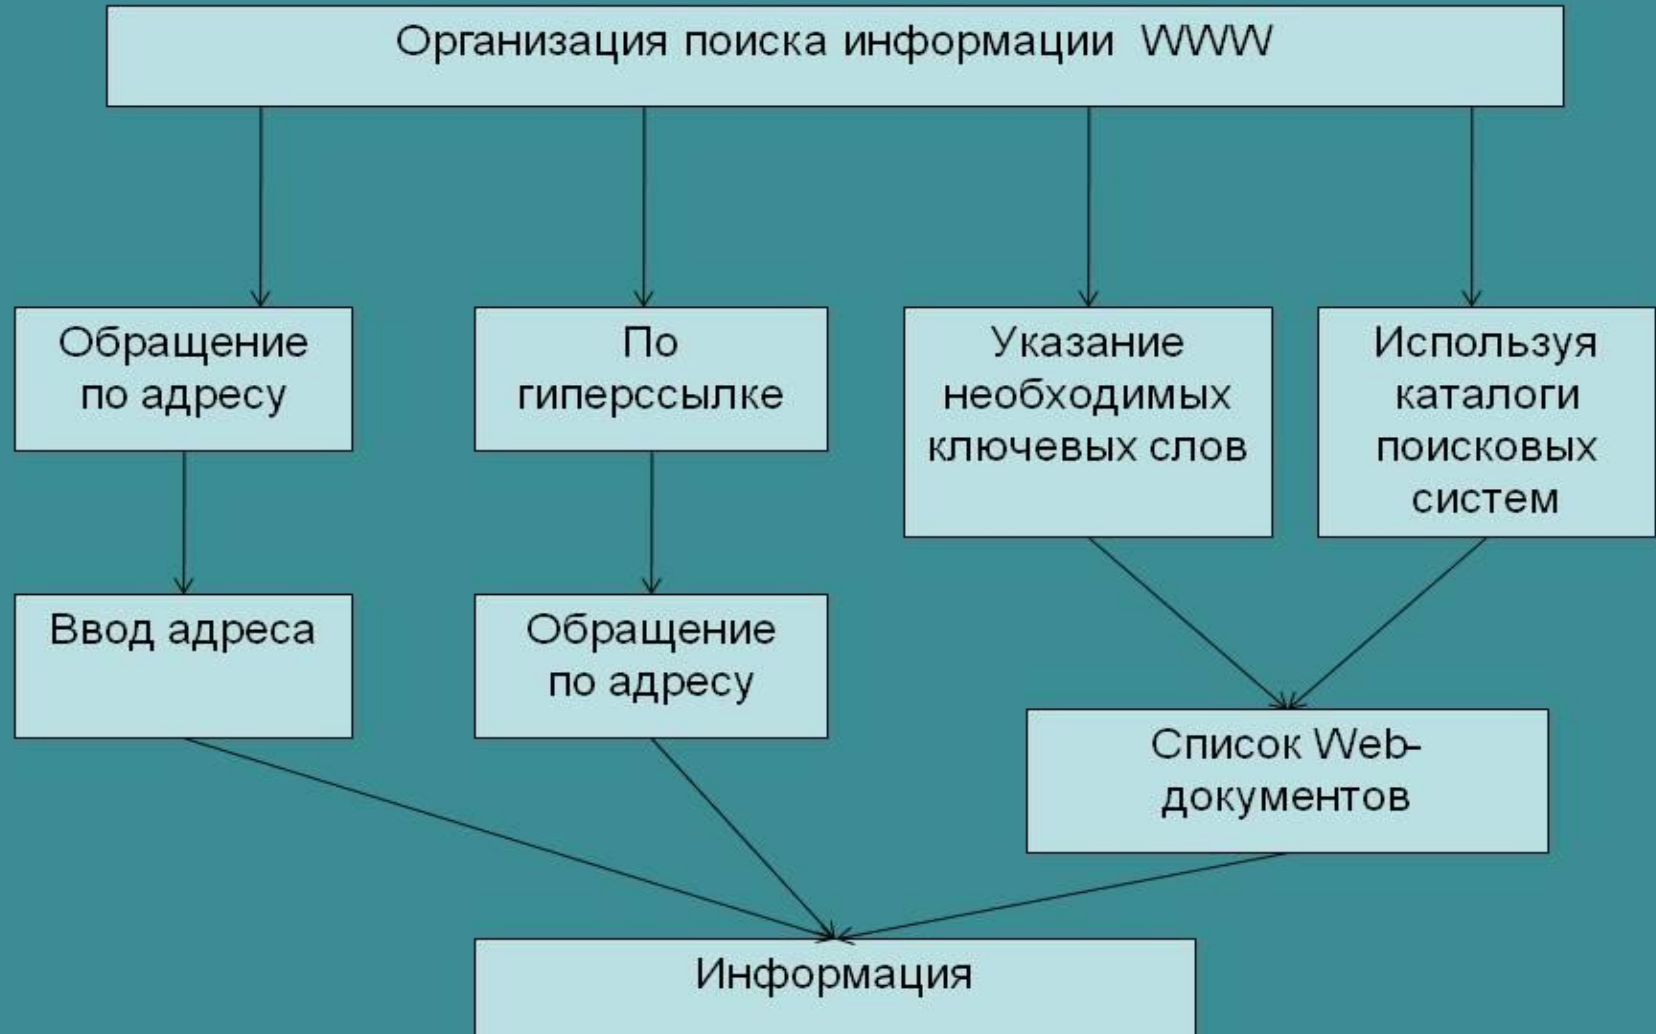 Организация поиска информации WWW
Обращение
по адресу
По
гиперссылке
Указание
необходимых
ключевых слов
Используя
каталоги
поисковых
систем
Ввод адреса
Обращение
по адресу
Список Web-
документов
Информация